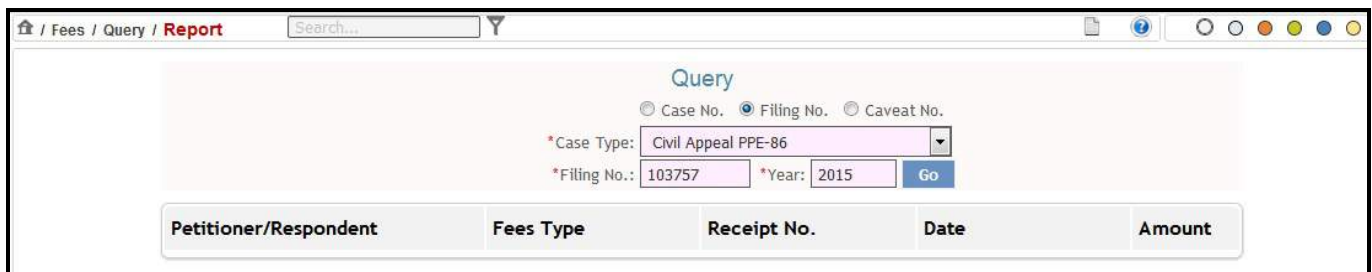 / Fees / Query / Report Search...
Query
Case No. Filing No. Caveat No.
*Case Type: Civil Appeal PPE-86
*Filing No.: 103757 *Year: 2015 Go
Petitioner/Respondent Fees Type Receipt No. Date Amount